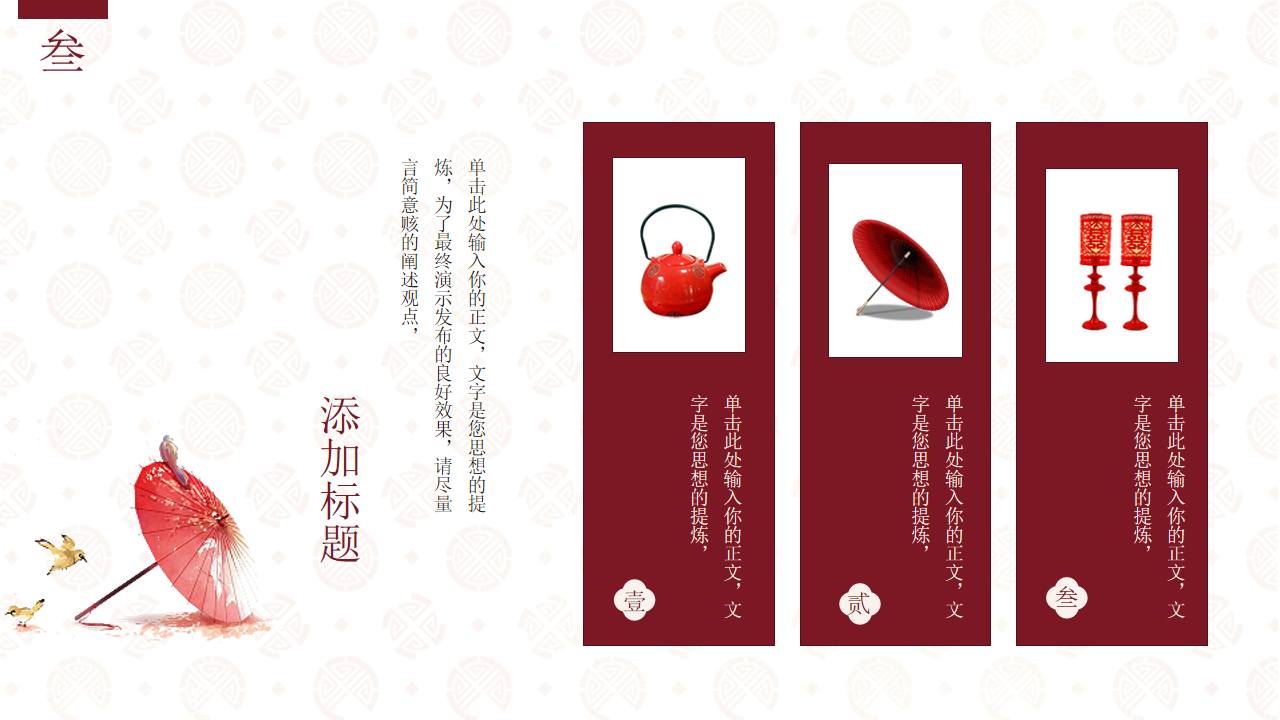 叁
添加标题
单击此处输入你的正文，文字是您思想的提
炼，为了最终演示发布的良好效果，请尽量
言简意赅的阐述观点，
单击此处输入你的正文，文
字是您思想的提炼，
壹
单击此处输入你的正文，文
字是您思想的提炼，
贰
单击此处输入你的正文，文
字是您思想的提炼，
叁